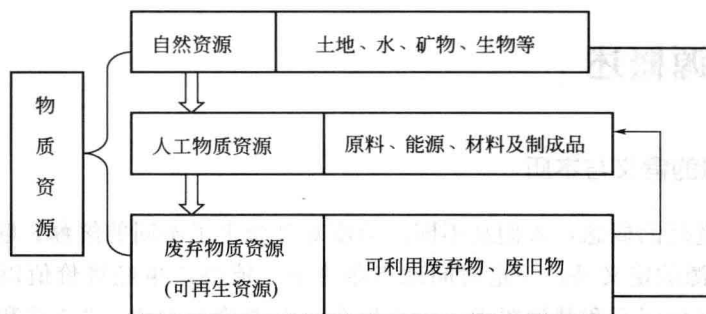 自然资源
土地、水、矿物、生物等
物质资源
人工物质资源
原料、能源、材料及制成品
废弃物质资源
(可再生资源)
可利用废弃物、废旧物